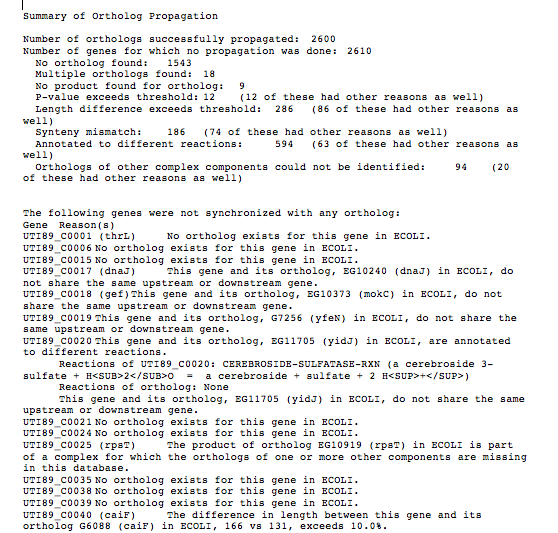 Summary of Ortholog Propagation
Number of orthologs successfully propagated: 2600
Number of genes for which no propagation was done: 2610
No ortholog found: 1543
Multiple orthologs found: 18
No product found for ortholog: 9
P-value exceeds threshold: 12 (12 of these had other reasons as well)
Length difference exceeds threshold: 286 (86 of these had other reasons as
well)
Synteny mismatch: 186 (74 of these had other reasons as well)
Annotated to different reactions: 594 (63 of these had other reasons as
well)
Orthologs of other complex components could not be identified: 94 (20
of these had other reasons as well)
The following genes were not synchronized with any ortholog:
Gene Reason(s)
UTI89_C0001 (thrL) No ortholog exists for this gene in ECOLI.
UTI89_C0006 No ortholog exists for this gene in ECOLI.
UTI89_C0015 No ortholog exists for this gene in ECOLI.
UTI89_C0017 (dnaJ) This gene and its ortholog, EG10240 (dnaJ) in ECOLI, do
not share the same upstream or downstream gene.
UTI89_C0018 (gef) This gene and its ortholog, EG10373 (mokC) in ECOLI, do not
share the same upstream or downstream gene.
UTI89_C0019 This gene and its ortholog, G7256 (yfeN) in ECOLI, do not share the
same upstream or downstream gene.
UTI89_C0020 This gene and its ortholog, EG11705 (yidJ) in ECOLI, are annotated
to different reactions.
Reactions of UTI89_C0020: CEREBROSIDE-SULFATASE-RXN (a cerebroside 3-
sulfate + H<SUB>2</SUB>O = a cerebroside + sulfate + 2 H<SUP>+</SUP>)
Reactions of ortholog: None
This gene and its ortholog, EG11705 (yidJ) in ECOLI, do not share the same
upstream or downstream gene.
UTI89_C0021 No ortholog exists for this gene in ECOLI.
UTI89_C0024 No ortholog exists for this gene in ECOLI.
UTI89_C0025 (rpsT) The product of ortholog EG10919 (rpsT) in ECOLI is part
of a complex for which the orthologs of one or more other components are missing
in this database.
UTI89_C0035 No ortholog exists for this gene in ECOLI.
UTI89_C0038 No ortholog exists for this gene in ECOLI.
UTI89_C0039 No ortholog exists for this gene in ECOLI.
UTI89_C0040 (caiF) The difference in length between this gene and its
ortholog G6088 (caiF) in ECOLI, 166 vs 131, exceeds 10.0%.